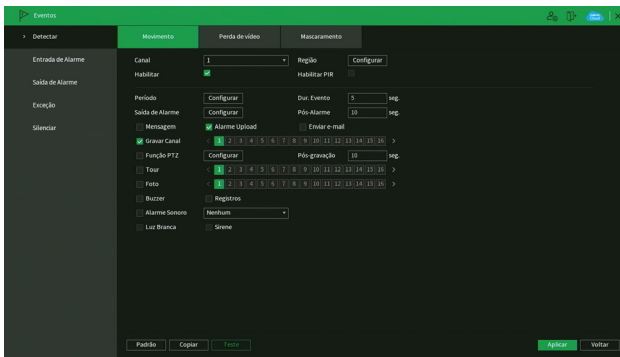 Eventos
Detectar
Entrada de Alarme
Saída de Alarme
Exceção
Silenciar
Movimento Perda de vídeo Mascaramento
Canal 1 Região Configurar
Habilitar Habilitar PIR
Período Configurar Dur. Evento 5 seg.
Saída de Alarme Configurar Pós-Alarme 10 seg.
Mensagem Alarme Upload Enviar e-mail
Gravar Canal < 1 2 3 4 5 6 7 8 9 10 11 12 13 14 15 16 >
Função PTZ Configurar Pós-gravação 10 seg.
Tour < 1 2 3 4 5 6 7 8 9 10 11 12 13 14 15 16 >
Foto < 1 2 3 4 5 6 7 8 9 10 11 12 13 14 15 16 >
Buzzer Registros
Alarme Sonoro Nenhum
Luz Branca Sirene
Padrão Copiar Teste Aplicar Voltar